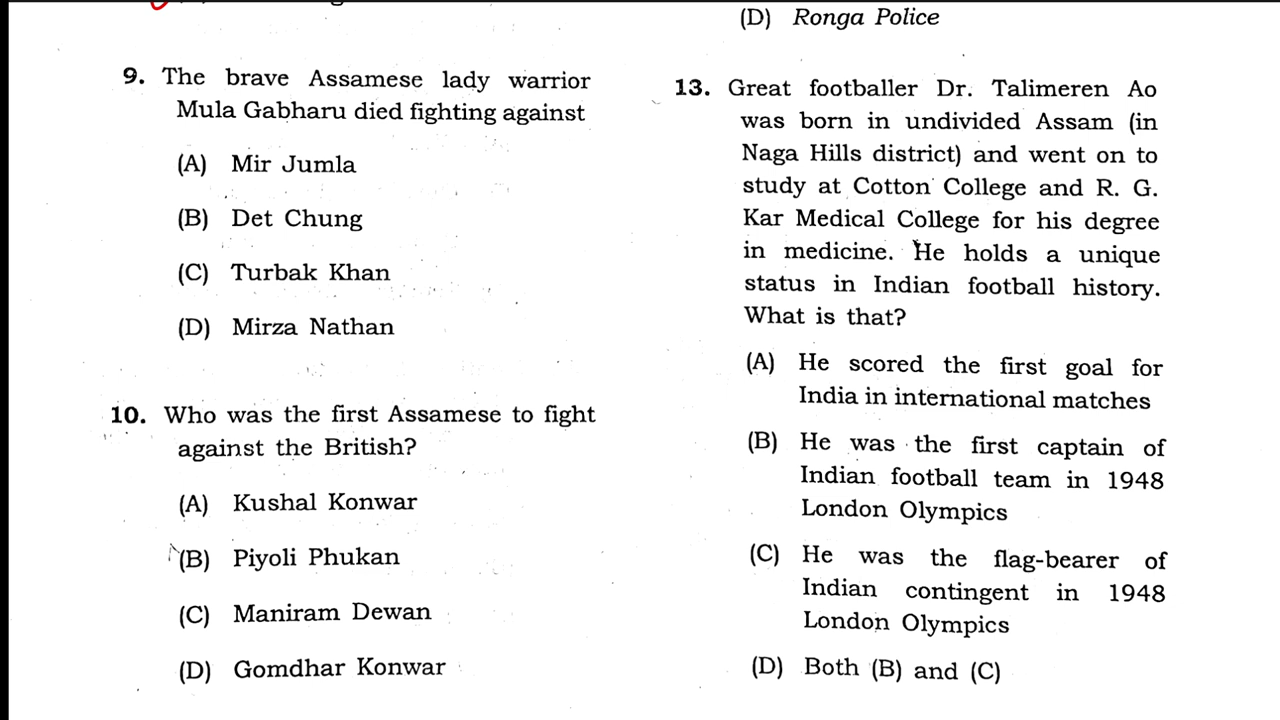 9. The brave Assamese lady warrior
Mula Gabharu died fighting against
(A) Mir Jumla
(B) Det Chung
(C) Turbak Khan
(D) Mirza Nathan
10. Who was the first Assamese to fight
against the British?
(A) Kushal Konwar
(B) Piyoli Phukan
(C) Maniram Dewan
(D) Gomdhar Konwar
(D) Ronga Police
13. Great footballer Dr. Talimeren Ao
was born in undivided Assam (in
Naga Hills district) and went on to
study at Cotton College and R. G.
Kar Medical College for his degree
in medicine. He holds a unique
status in Indian football history.
What is that?
(A) He scored the first goal for
India in international matches
(B) He was the first captain of
Indian football team in 1948
London Olympics
(C) He was the flag-bearer of
Indian contingent in 1948
London Olympics
(D) Both (B) and (C)